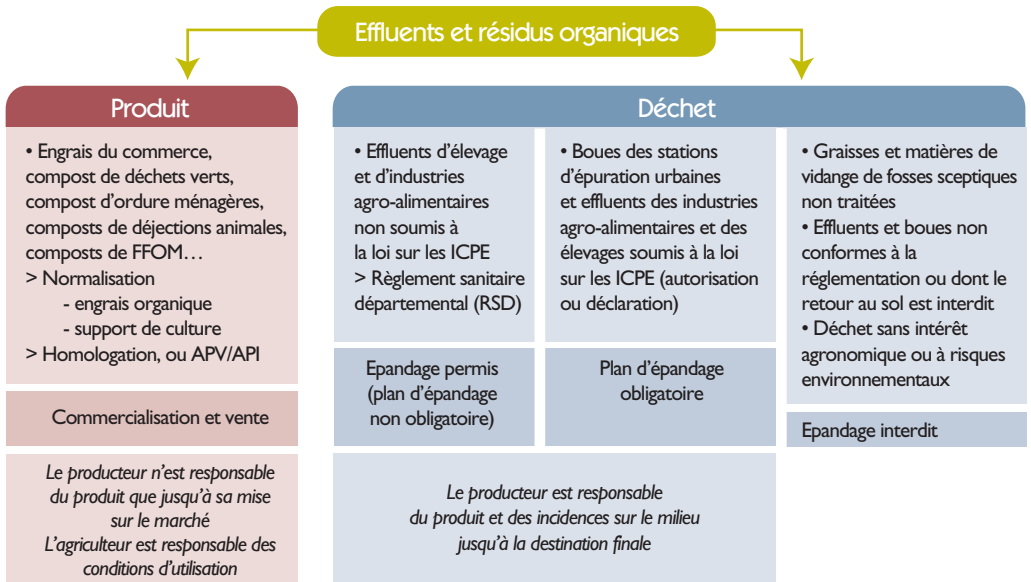 Effluents et résidus organiques
Produit
• Engrais du commerce,
compost de déchets verts,
compost d'ordure ménagères,
composts de déjections animales,
composts de FFOM…
> Normalisation
- engrais organique
- support de culture
> Homologation, ou APV/API
Commercialisation et vente
Le producteur n'est responsable
du produit que jusqu'à sa mise
sur le marché
L'agriculteur est responsable des
conditions d'utilisation
Déchet
• Effluents d'élevage
et d'industries
agro-alimentaires
non soumis à
la loi sur les ICPE
> Règlement sanitaire
départemental (RSD)
Epandage permis
(plan d'épandage
non obligatoire)
• Boues des stations
d'épuration urbaines
et effluents des industries
agro-alimentaires et des
élevages soumis à la loi
sur les ICPE (autorisation
ou déclaration)
Plan d'épandage
obligatoire
Le producteur est responsable
du produit et des incidences sur le milieu
jusqu'à la destination finale
• Graisses et matières de
vidange de fosses sceptiques
non traitées
• Effluents et boues non
conformes à la
réglementation ou dont le
retour au sol est interdit
• Déchet sans intérêt
agronomique ou à risques
environnementaux
Epandage interdit